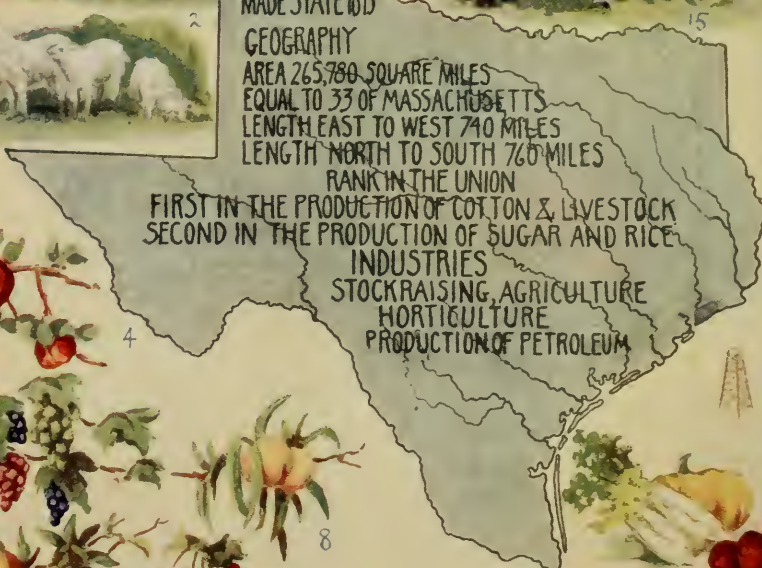 2
15
MADE STATE
GEOGRAPHY
AREA 265,780 SQUARE MILES
EQUAL TO 33 OF MASSACHUSETTS
LENGTH EAST TO WEST 740 MILES
LENGTH NORTH TO SOUTH 760 MILES
RANK IN THE UNION
FIRST IN THE PRODUCTION OF COTTON & LIVESTOCK
SECOND IN THE PRODUCTION OF SUGAR AND RICE
INDUSTRIES
STOCKRAISING, AGRICULTURE
HORTICULTURE
PRODUCTION OF PETROLEUM
4
8